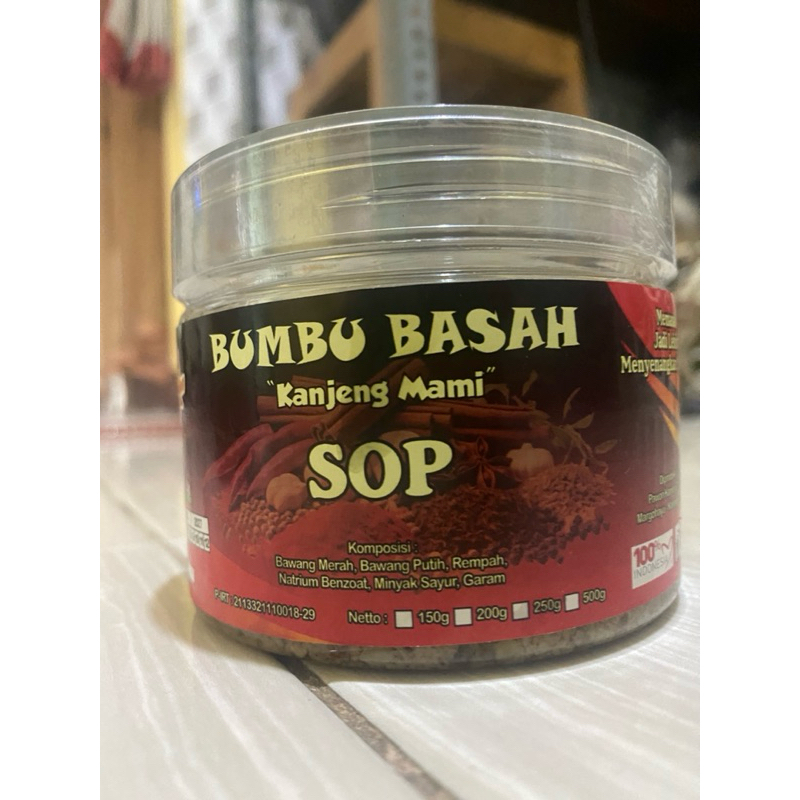 BUMBU BASAH
"Kanjeng Mami"
SOP
Komposisi :
Bawang Merah, Bawang Putih, Rempah,
Natrium Benzoat, Minyak Sayur, Garam
P.IRT. 2113321110018-29
Netto : 150g 200g 250g 500g
Jadi
Menyenangkan
100%
INDONESIA